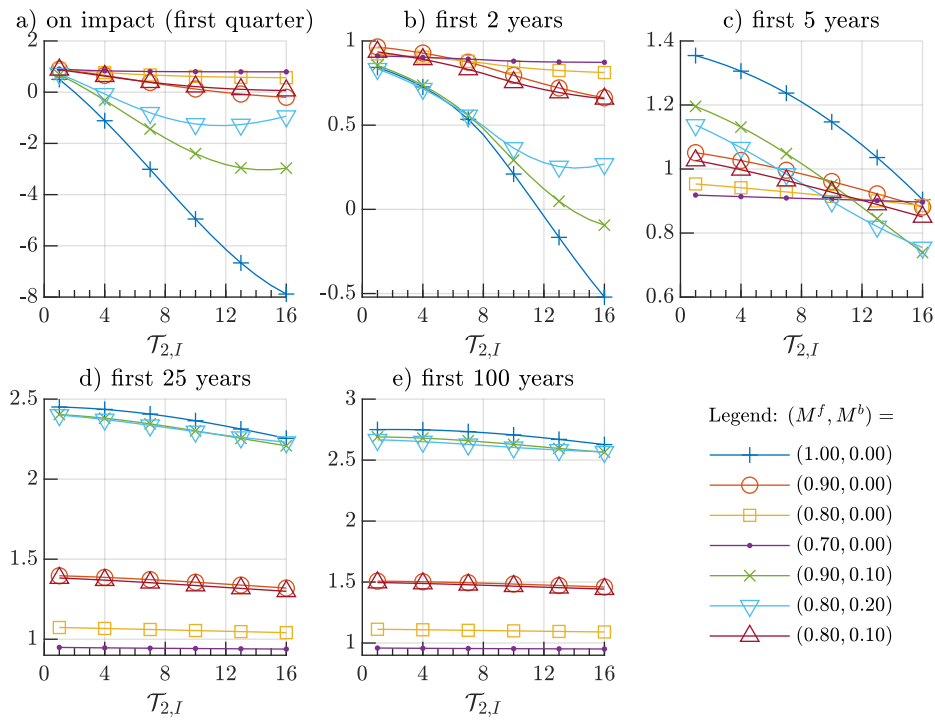 a) on impact (first quarter)
b) first 2 years
c) first 5 years
2
0
-2
-4
-6
-8
0 4 8 12 16
𝒯2,I
1
0.5
0
-0.5
0 4 8 12 16
𝒯2,I
1.4
1.2
1
0.8
0.6
0 4 8 12 16
𝒯2,I
d) first 25 years
e) first 100 years
2.5
2
1.5
1
0 4 8 12 16
𝒯2,I
3
2.5
2
1.5
1
0 4 8 12 16
𝒯2,I
Legend: (M^f, M^b) =
(1.00, 0.00)
(0.90, 0.00)
(0.80, 0.00)
(0.70, 0.00)
(0.90, 0.10)
(0.80, 0.20)
(0.80, 0.10)